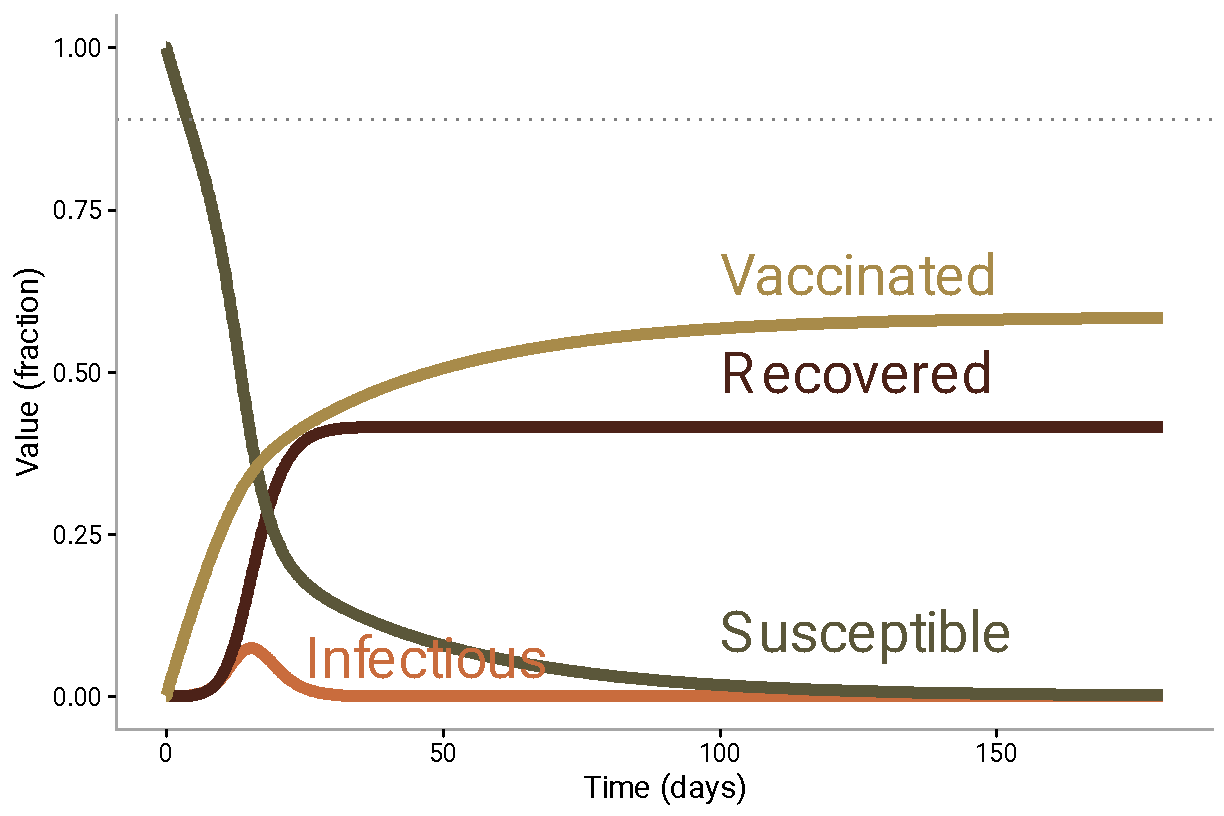 1.00
0.75
0.50
0.25
0.00
Value (fraction)
Vaccinated
Recovered
Susceptible
Infectious
0 50 100 150
Time (days)